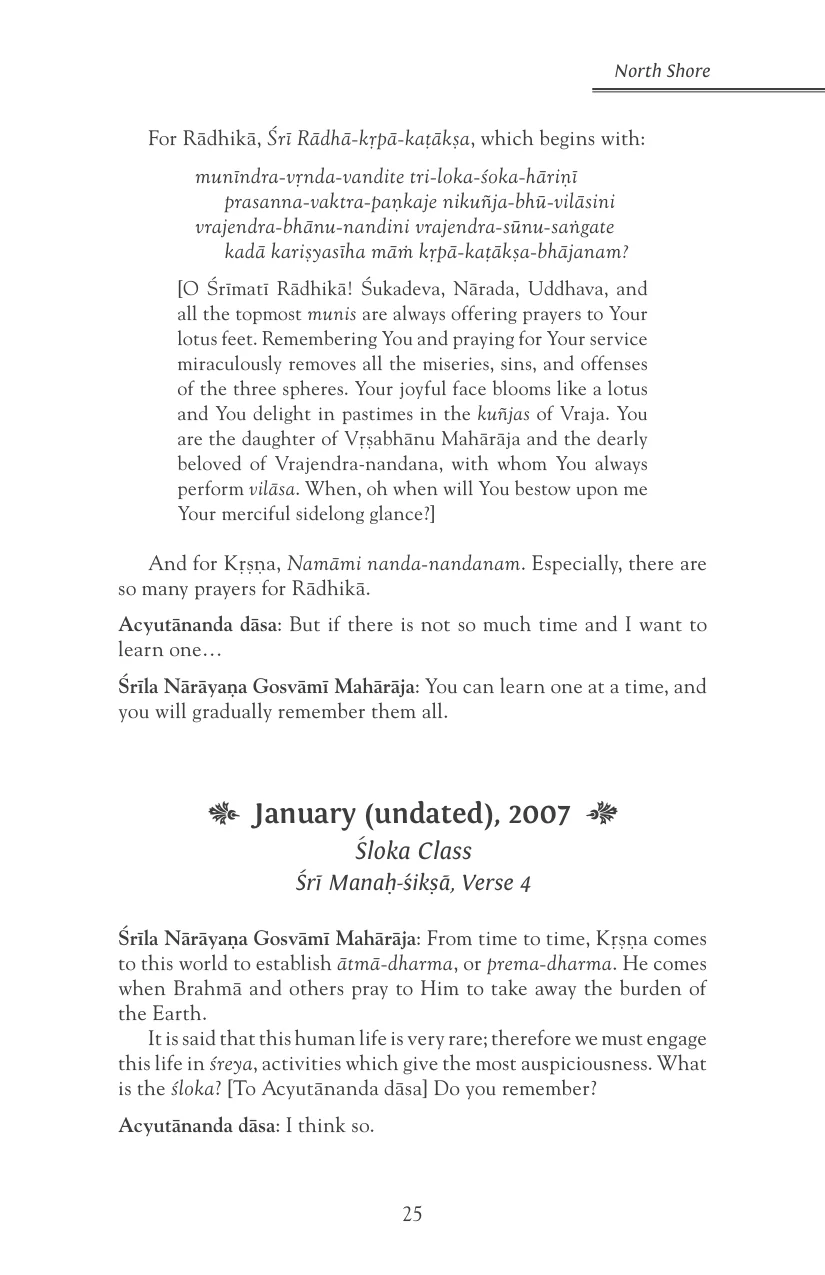 North Shore
For Rādhikā, Śrī Rādhā-kṛpā-kaṭākṣa, which begins with:
munīndra-vṛnda-vandite tri-loka-śoka-hāriṇī
prasanna-vaktra-paṇkaje nikuñja-bhū-vilāsini
vrajendra-bhānu-nandini vrajendra-sūnu-saṅgate
kadā kariṣyasīha māṁ kṛpā-kaṭākṣa-bhājanam?
[O Śrīmatī Rādhikā! Śukadeva, Nārada, Uddhava, and
all the topmost munis are always offering prayers to Your
lotus feet. Remembering You and praying for Your service
miraculously removes all the miseries, sins, and offenses
of the three spheres. Your joyful face blooms like a lotus
and You delight in pastimes in the kuñjas of Vraja. You
are the daughter of Vṛṣabhānu Mahārāja and the dearly
beloved of Vrajendra-nandana, with whom You always
perform vilāsa. When, oh when will You bestow upon me
Your merciful sidelong glance?]
And for Kṛṣṇa, Namāmi nanda-nandanam. Especially, there are
so many prayers for Rādhikā.
Acyutānanda dāsa: But if there is not so much time and I want to
learn one…
Śrīla Nārāyaṇa Gosvāmī Mahārāja: You can learn one at a time, and
you will gradually remember them all.
January (undated), 2007
Śloka Class
Śrī Manaḥ-śikṣā, Verse 4
Śrīla Nārāyaṇa Gosvāmī Mahārāja: From time to time, Kṛṣṇa comes
to this world to establish ātmā-dharma, or prema-dharma. He comes
when Brahmā and others pray to Him to take away the burden of
the Earth.
It is said that this human life is very rare; therefore we must engage
this life in śreya, activities which give the most auspiciousness. What
is the śloka? [To Acyutānanda dāsa] Do you remember?
Acyutānanda dāsa: I think so.
25